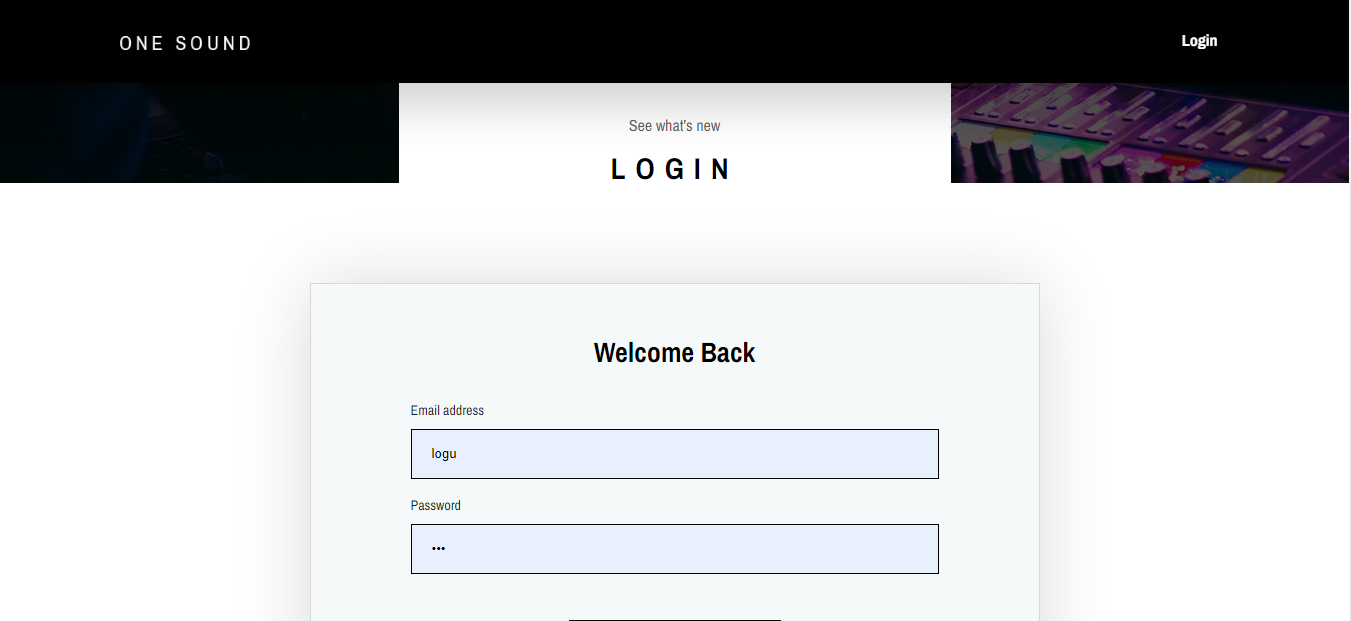 ONE SOUND
Login
See what's new
LOGIN
Welcome Back
Email address
logu
Password
•••